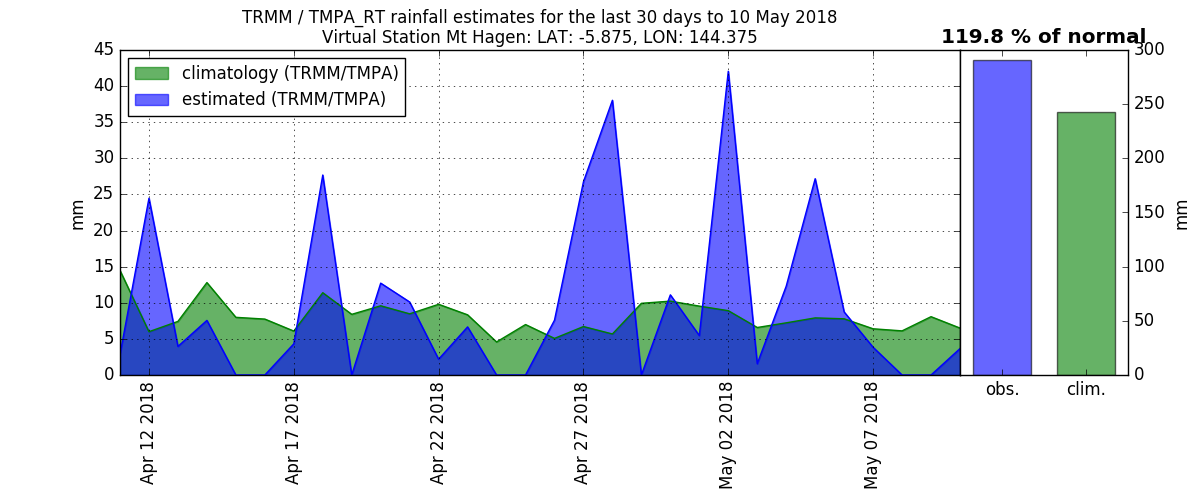 TRMM / TMPA_RT rainfall estimates for the last 30 days to 10 May 2018
Virtual Station Mt Hagen: LAT: -5.875, LON: 144.375
119.8 % of normal
climatology (TRMM/TMPA)
estimated (TRMM/TMPA)
45
40
35
30
25
20
15
10
5
0
mm
Apr 12 2018
Apr 17 2018
Apr 22 2018
Apr 27 2018
May 02 2018
May 07 2018
300
250
200
150
100
50
0
mm
obs.
clim.